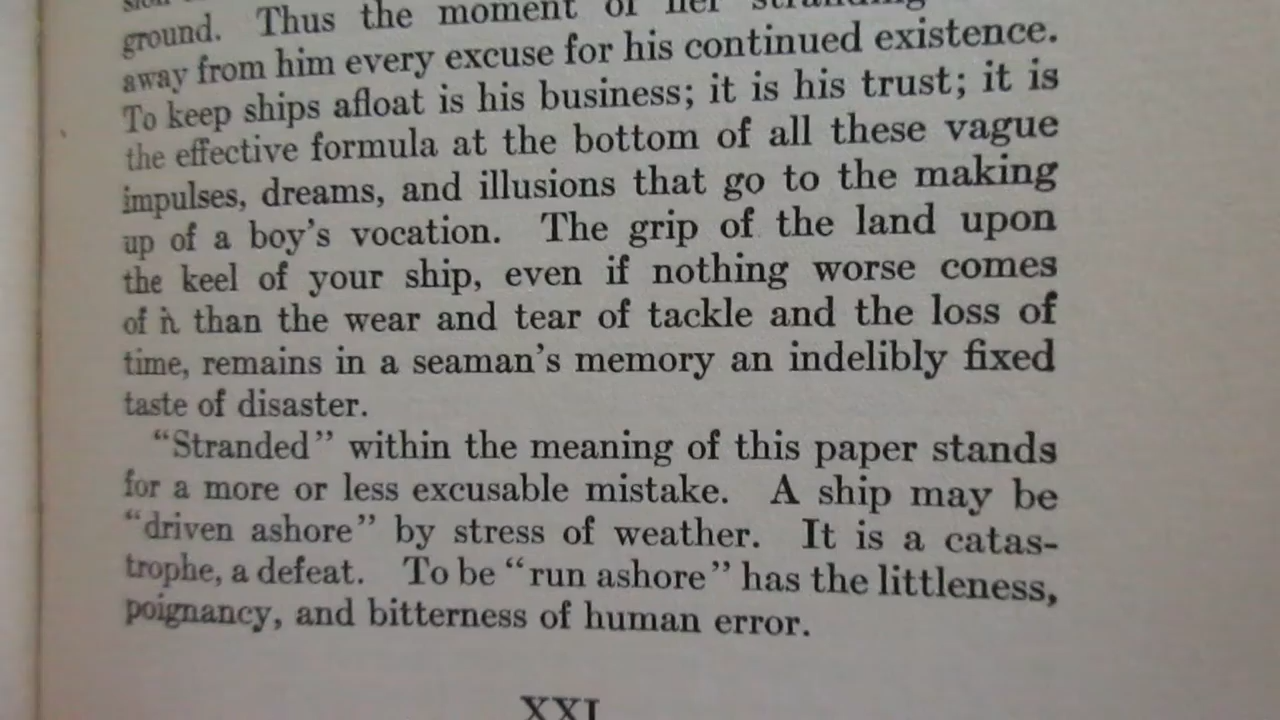 ground. Thus the moment of her stranding
away from him every excuse for his continued existence.
To keep ships afloat is his business; it is his trust; it is
the effective formula at the bottom of all these vague
impulses, dreams, and illusions that go to the making
up of a boy's vocation. The grip of the land upon
the keel of your ship, even if nothing worse comes
of it than the wear and tear of tackle and the loss of
time, remains in a seaman's memory an indelibly fixed
taste of disaster.
“Stranded” within the meaning of this paper stands
for a more or less excusable mistake. A ship may be
“driven ashore” by stress of weather. It is a catas-
trophe, a defeat. To be “run ashore” has the littleness,
poignancy, and bitterness of human error.
XXI